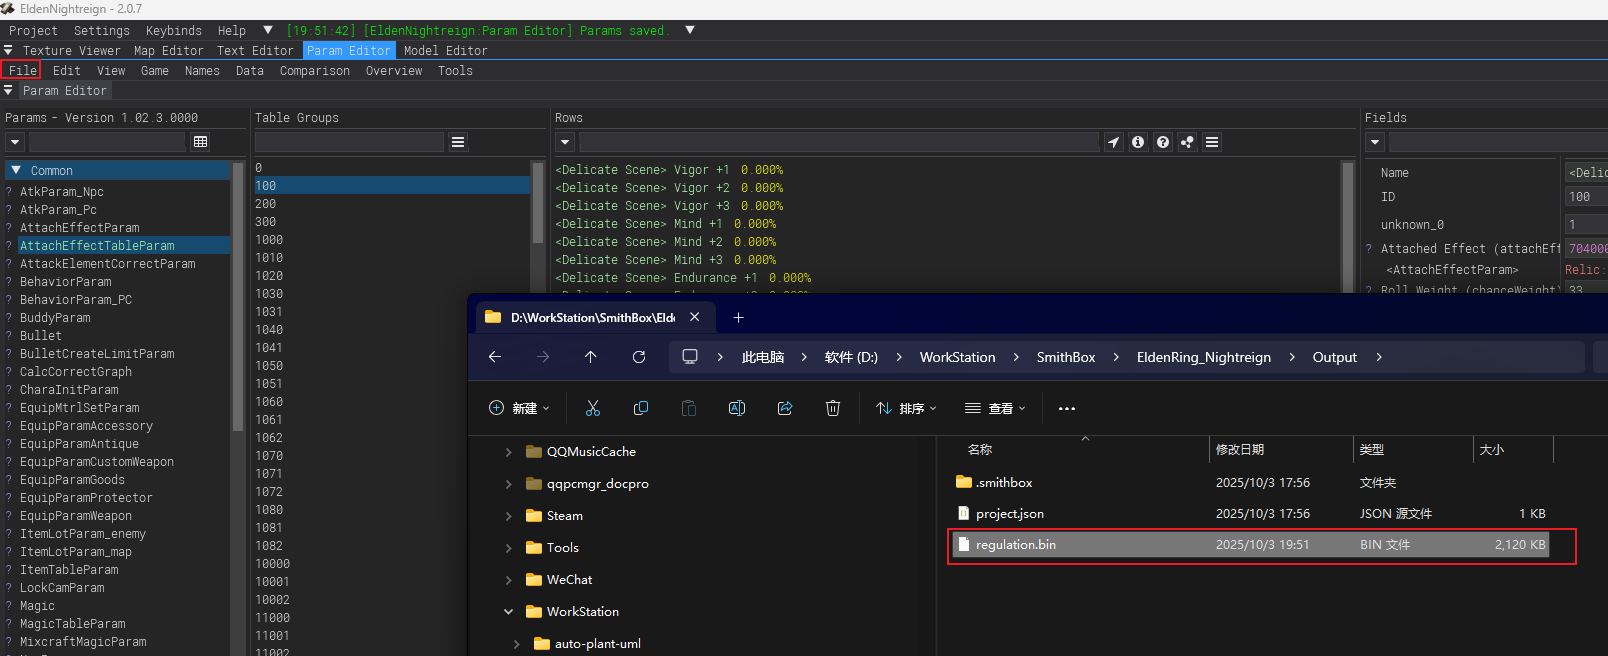 EldenNightreign - 2.0.7
Project Settings Keybinds Help [19:51:42] [EldenNightreign:Param Editor] Params saved.
Texture Viewer Map Editor Text Editor Param Editor Model Editor
File Edit View Game Names Data Comparison Overview Tools
Param Editor
Params - Version 1.02.3.0000
Common
? AtkParam_Npc
? AtkParam_Pc
? AttachEffectParam
? AttachEffectTableParam
? AttackElementCorrectParam
? BehaviorParam
? BehaviorParam_PC
? BuddyParam
? Bullet
? BulletCreateLimitParam
? CalcCorrectGraph
? CharaInitParam
? EquipMtrlSetParam
? EquipParamAccessory
? EquipParamAntique
? EquipParamCustomWeapon
? EquipParamGoods
? EquipParamProtector
? EquipParamWeapon
? ItemLotParam_enemy
? ItemLotParam_map
? ItemTableParam
? LockCamParam
? Magic
? MagicTableParam
? MixcraftMagicParam
Table Groups
0
100
200
300
1000
1010
1020
1030
1031
1040
1041
1050
1051
1060
1061
1062
1070
1071
1072
1080
1081
1082
10000
10001
10002
11000
11001
11002
Rows
<Delicate Scene> Vigor +1 0.000%
<Delicate Scene> Vigor +2 0.000%
<Delicate Scene> Vigor +3 0.000%
<Delicate Scene> Mind +1 0.000%
<Delicate Scene> Mind +2 0.000%
<Delicate Scene> Mind +3 0.000%
<Delicate Scene> Endurance +1 0.000%
Fields
Name <Delic
ID 100
unknown_0 1
? Attached Effect (attachEff 704000
<AttachEffectParam> Relic:
? Roll Weight (chanceWeight) 33
D:\WorkStation\SmithBox\Elde
此电脑 > 软件 (D:) > WorkStation > SmithBox > EldenRing_Nightreign > Output >
新建 排序 查看
QQMusicCache
qqpcmgr_docpro
Steam
Tools
WeChat
WorkStation
auto-plant-uml
名称 修改日期 类型 大小
.smithbox 2025/10/3 17:56 文件夹
project.json 2025/10/3 17:56 JSON 源文件 1 KB
regulation.bin 2025/10/3 19:51 BIN 文件 2,120 KB